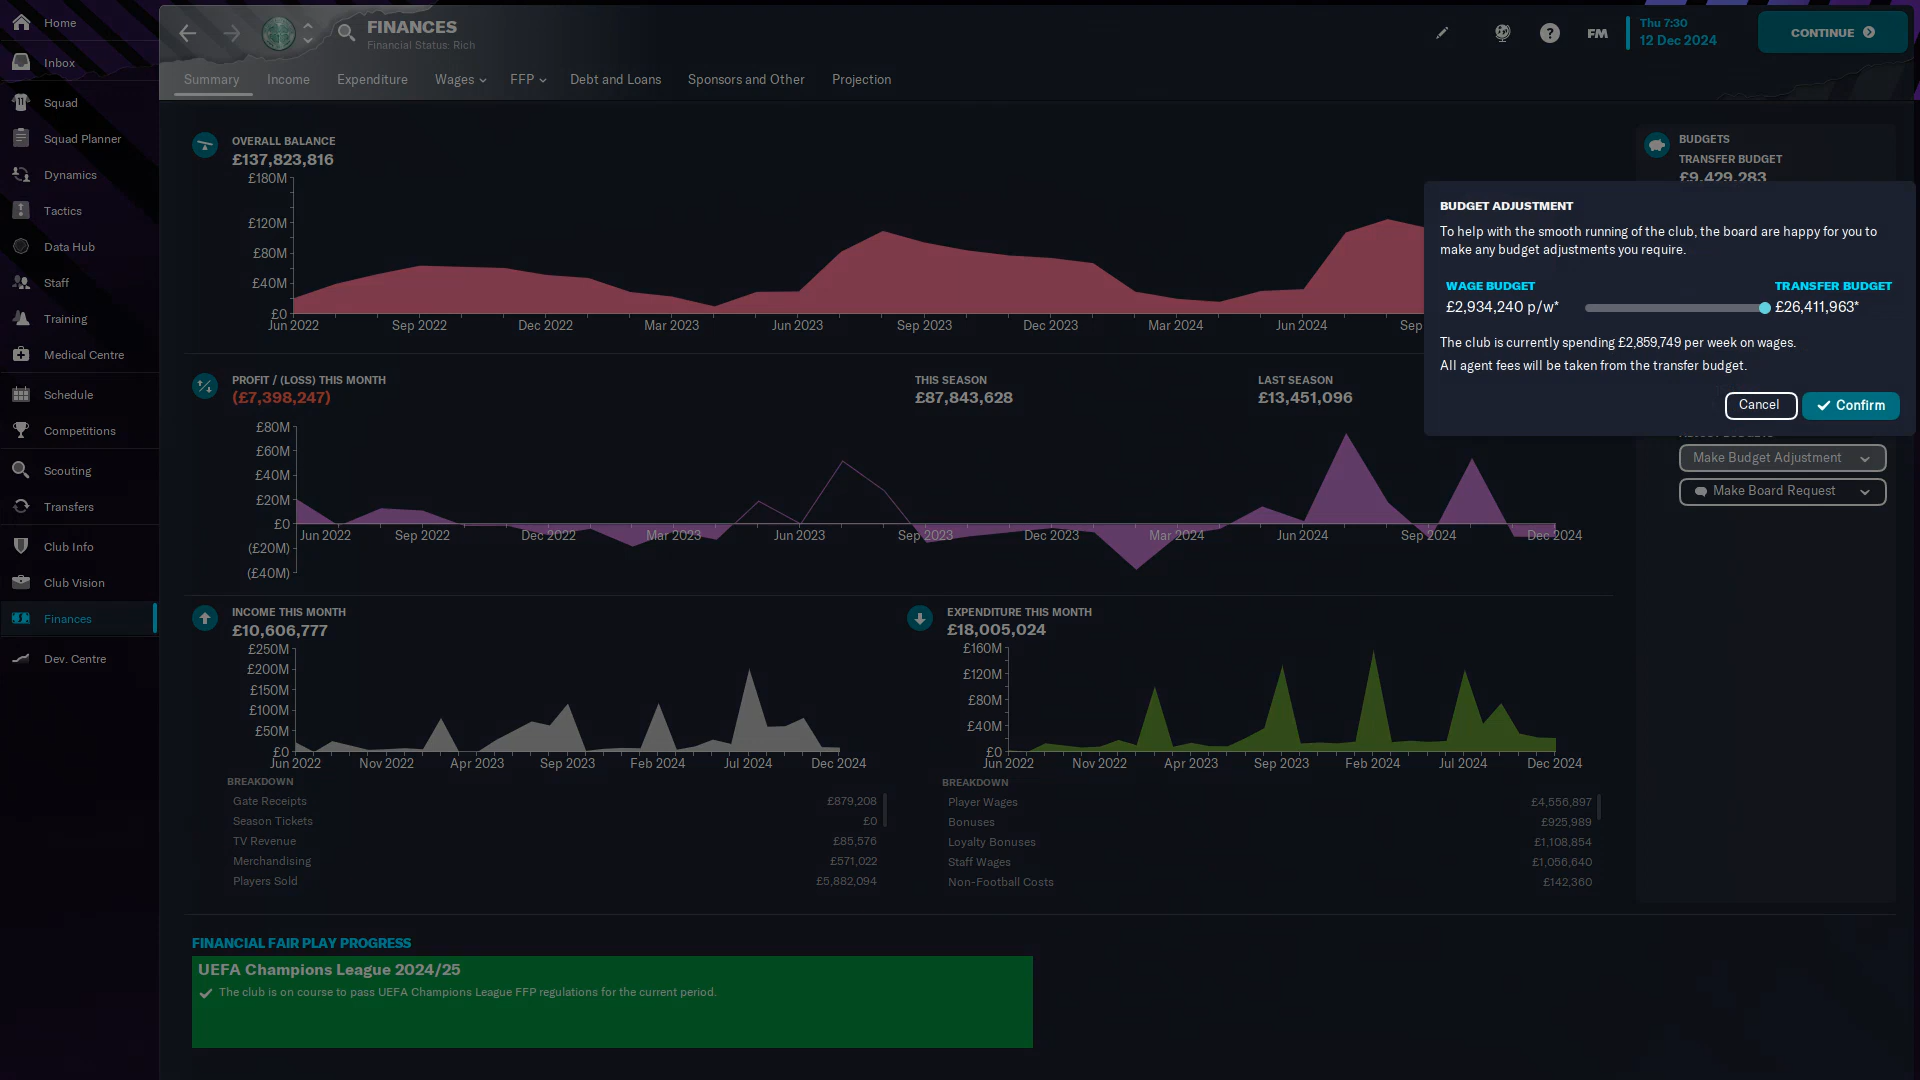 Home
Inbox
Squad
Squad Planner
Dynamics
Tactics
Data Hub
Staff
Training
Medical Centre
Schedule
Competitions
Scouting
Transfers
Club Info
Club Vision
Finances
Dev. Centre
FINANCES
Financial Status: Rich
FM
Thu 7:30
12 Dec 2024
CONTINUE
Summary Income Expenditure Wages FFP Debt and Loans Sponsors and Other Projection
OVERALL BALANCE
£137,823,816
£180M
£120M
£80M
£40M
£0
Jun 2022 Sep 2022 Dec 2022 Mar 2023 Jun 2023 Sep 2023 Dec 2023 Mar 2024 Jun 2024 Sep
BUDGETS
TRANSFER BUDGET
£9,429,283
BUDGET ADJUSTMENT
To help with the smooth running of the club, the board are happy for you to
make any budget adjustments you require.
WAGE BUDGET TRANSFER BUDGET
£2,934,240 p/w* £26,411,963*
The club is currently spending £2,859,749 per week on wages.
All agent fees will be taken from the transfer budget.
Cancel Confirm
Make Budget Adjustment
Make Board Request
PROFIT / (LOSS) THIS MONTH
(£7,398,247)
THIS SEASON
£87,843,628
LAST SEASON
£13,451,096
£80M
£60M
£40M
£20M
£0
(£20M)
(£40M)
Jun 2022 Sep 2022 Dec 2022 Mar 2023 Jun 2023 Sep 2023 Dec 2023 Mar 2024 Jun 2024 Sep 2024 Dec 2024
INCOME THIS MONTH
£10,606,777
£250M
£200M
£150M
£100M
£50M
£0
Jun 2022 Nov 2022 Apr 2023 Sep 2023 Feb 2024 Jul 2024 Dec 2024
BREAKDOWN
Gate Receipts £879,208
Season Tickets £0
TV Revenue £85,576
Merchandising £571,022
Players Sold £5,882,094
EXPENDITURE THIS MONTH
£18,005,024
£160M
£120M
£80M
£40M
£0
Jun 2022 Nov 2022 Apr 2023 Sep 2023 Feb 2024 Jul 2024 Dec 2024
BREAKDOWN
Player Wages £4,556,897
Bonuses £925,989
Loyalty Bonuses £1,108,854
Staff Wages £1,056,640
Non-Football Costs £142,360
FINANCIAL FAIR PLAY PROGRESS
UEFA Champions League 2024/25
The club is on course to pass UEFA Champions League FFP regulations for the current period.